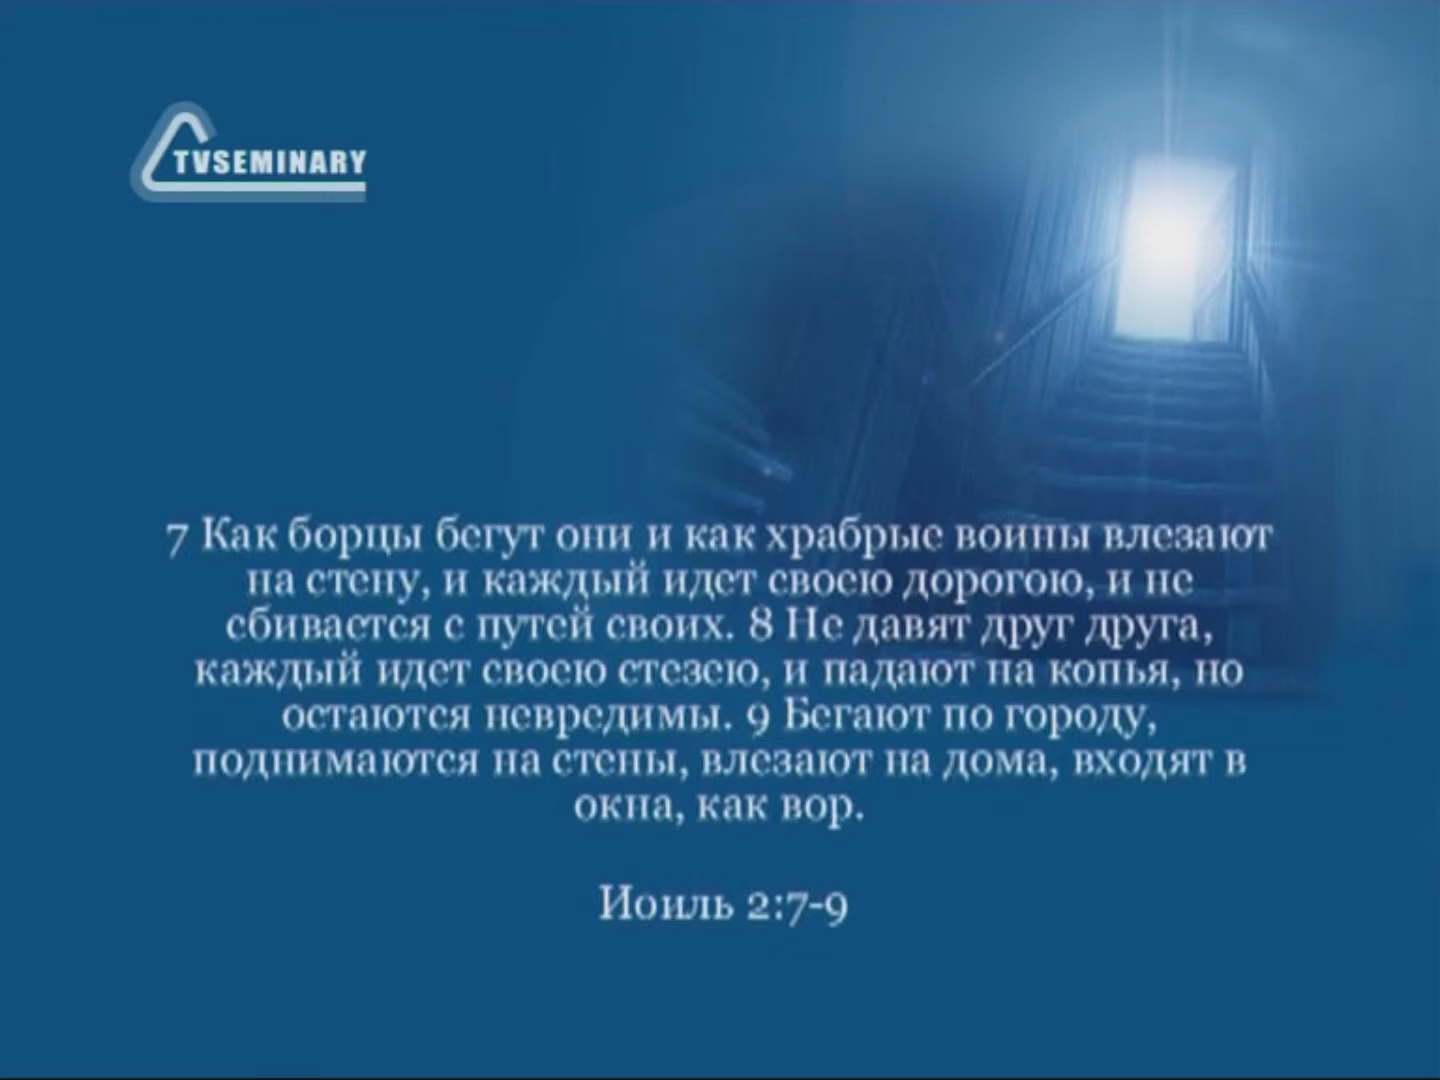 TVSEMINARY
7 Как борцы бегут они и как храбрые воины влезают
на стену, и каждый идет своею дорогою, и не
сбивается с путей своих. 8 Не давят друг друга,
каждый идет своею стезею, и падают на копья, но
остаются невредимы. 9 Бегают по городу,
поднимаются на стены, влезают на дома, входят в
окна, как вор.
Иоиль 2:7-9